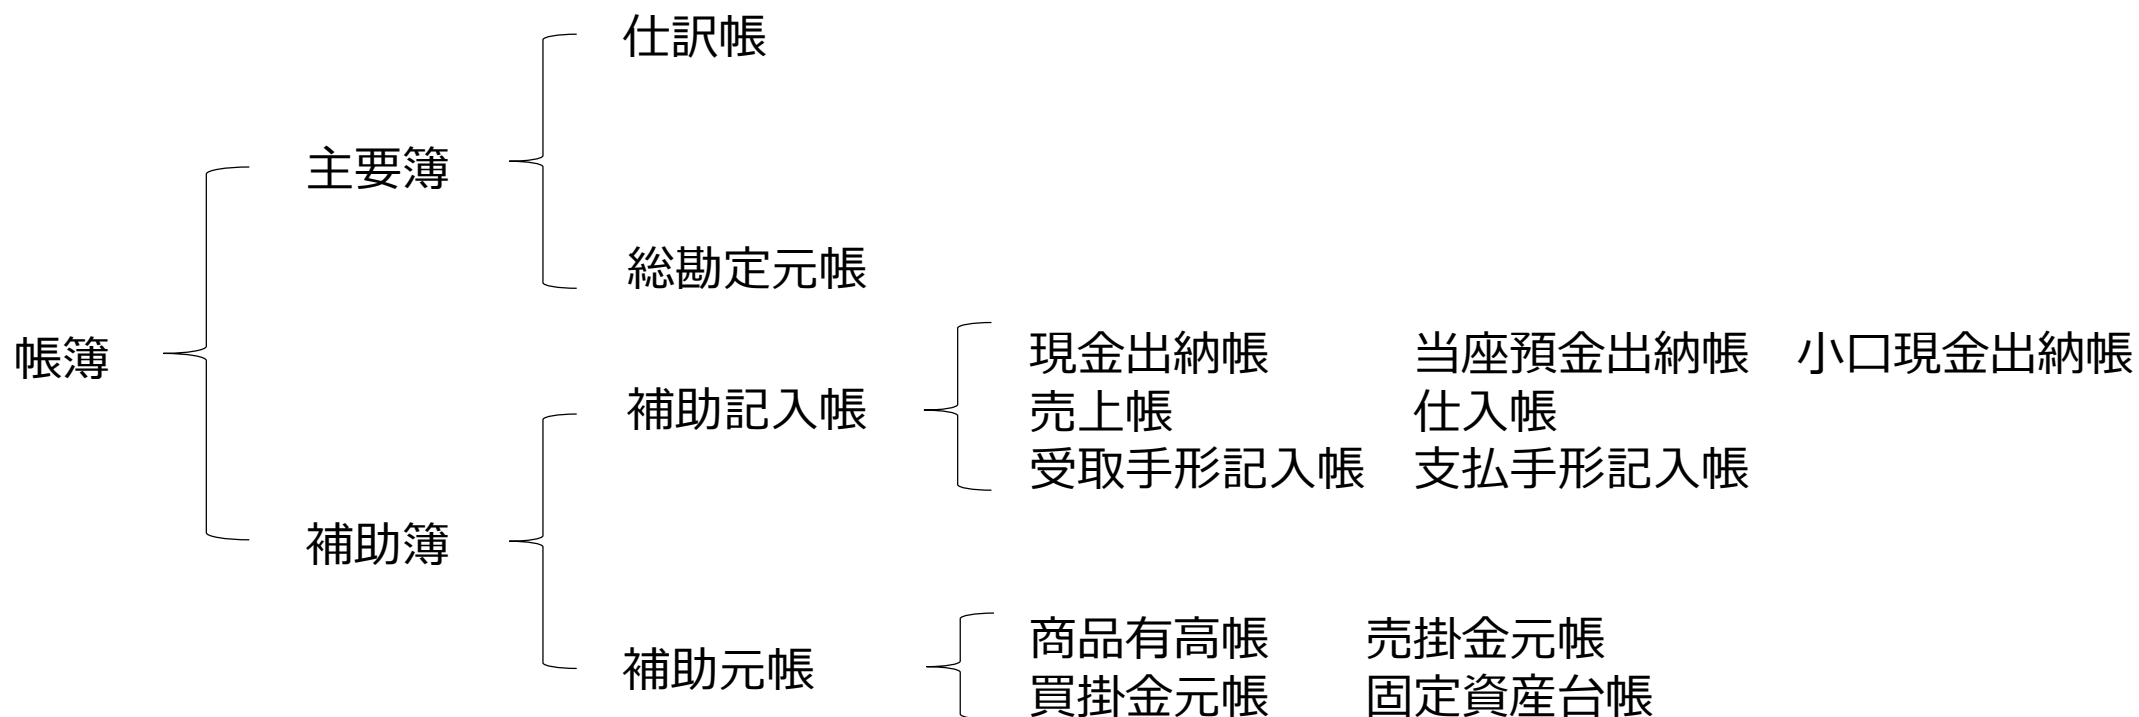 仕訳帳
主要簿
総勘定元帳
帳簿
現金出納帳 当座預金出納帳 小口現金出納帳
補助記入帳
売上帳 仕入帳
受取手形記入帳 支払手形記入帳
補助簿
商品有高帳 売掛金元帳
補助元帳
買掛金元帳 固定資産台帳